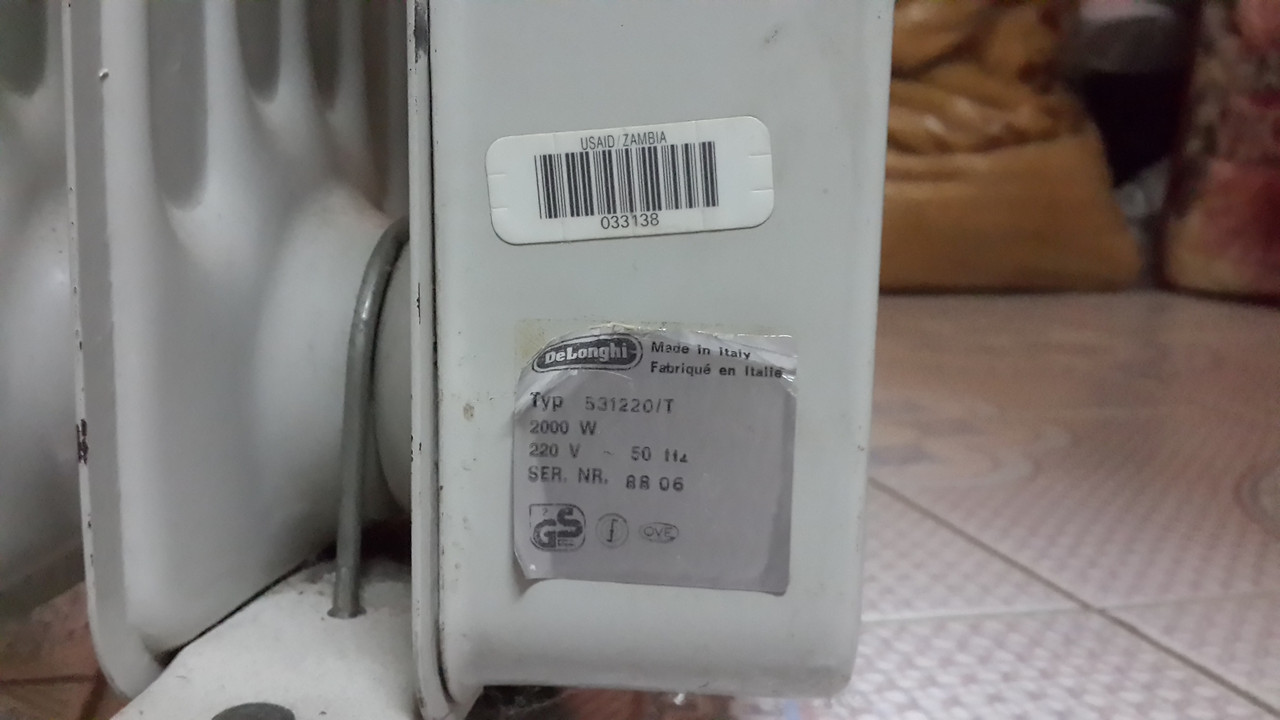 USAID/ZAMBIA
033138
DeLonghi
Made in Italy
Fabriqué en Italie
Typ 531220/T
2000 W
220 V ~ 50 Hz
SER. NR. 88 06
GS
OVE